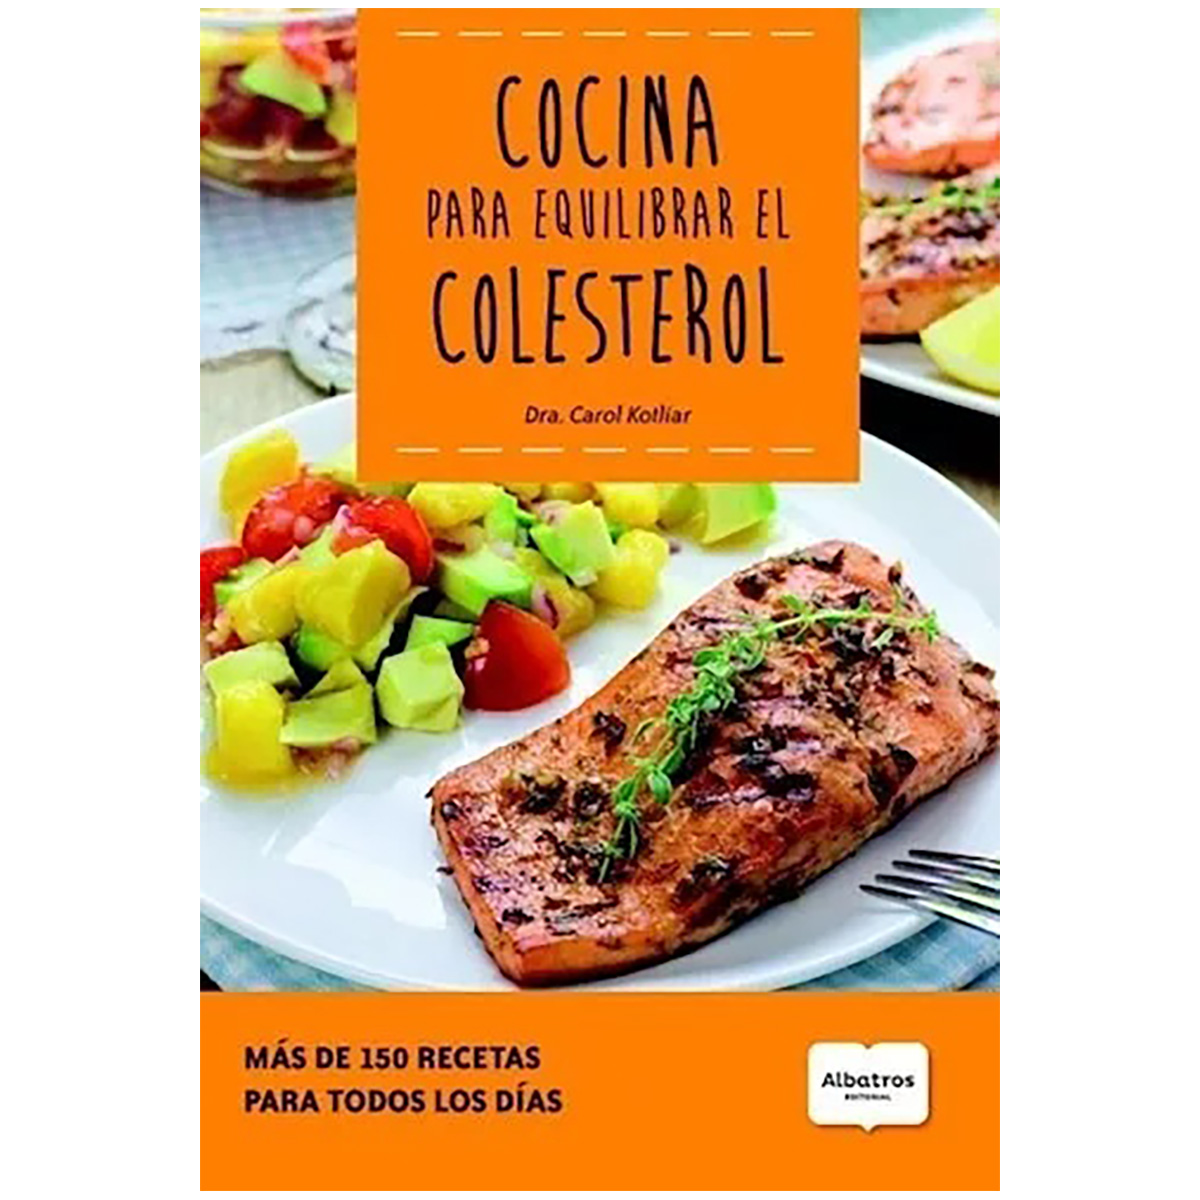 COCINA
PARA EQUILIBRAR EL
COLESTEROL
Dra. Carol Kotliar
MÁS DE 150 RECETAS
PARA TODOS LOS DÍAS
Albatros
EDITORIAL